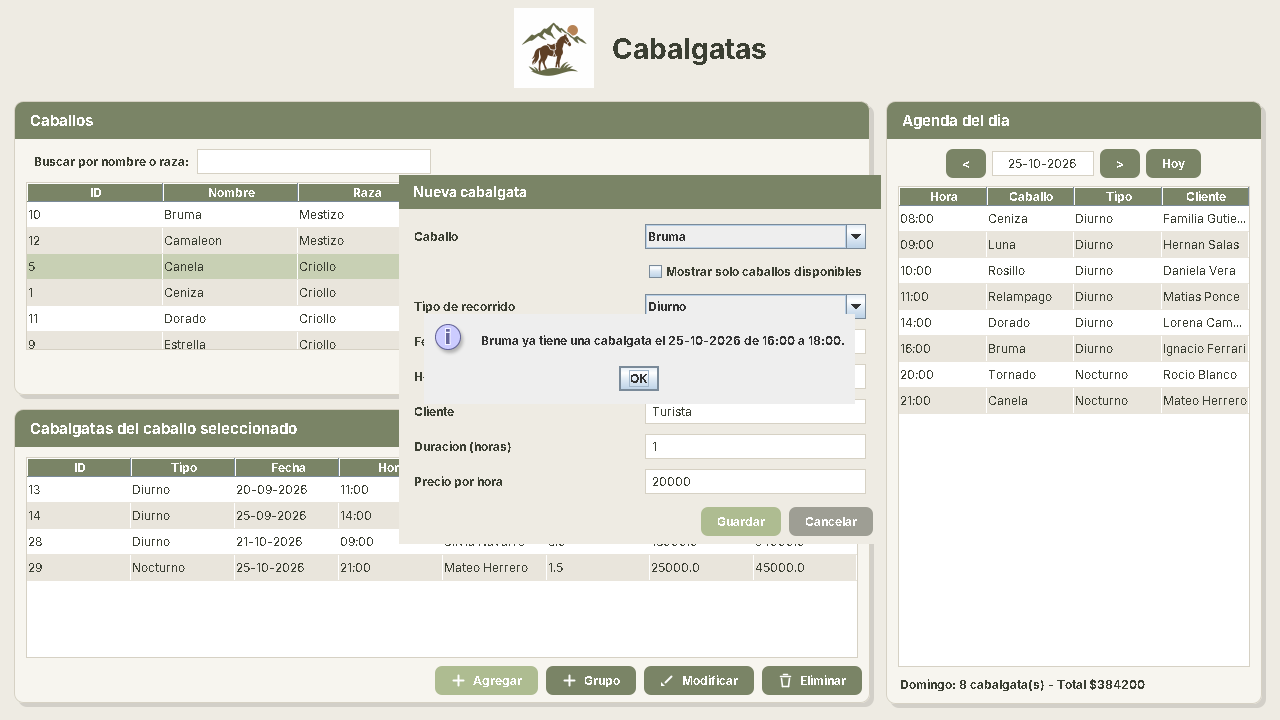 Cabalgatas
Caballos
Buscar por nombre o raza:
ID Nombre Raza
10 Bruma Mestizo
12 Camaleon Mestizo
5 Canela Criollo
1 Ceniza Criollo
11 Dorado Criollo
9 Estrella Criollo
Cabalgatas del caballo seleccionado
ID Tipo Fecha
13 Diurno 20-09-2026 11:00
14 Diurno 25-09-2026 14:00
28 Diurno 21-10-2026 09:00
29 Nocturno 25-10-2026 21:00 Mateo Herrero 1.5 25000.0 45000.0
Agregar Grupo Modificar Eliminar
Nueva cabalgata
Caballo Bruma
Mostrar solo caballos disponibles
Tipo de recorrido Diurno
Bruma ya tiene una cabalgata el 25-10-2026 de 16:00 a 18:00.
OK
Cliente Turista
Duracion (horas) 1
Precio por hora 20000
Guardar Cancelar
Agenda del dia
< 25-10-2026 > Hoy
Hora Caballo Tipo Cliente
08:00 Ceniza Diurno Familia Gutie...
09:00 Luna Diurno Hernan Salas
10:00 Rosillo Diurno Daniela Vera
11:00 Relampago Diurno Matias Ponce
14:00 Dorado Diurno Lorena Cam...
16:00 Bruma Diurno Ignacio Ferrari
20:00 Tornado Nocturno Rocio Blanco
21:00 Canela Nocturno Mateo Herrero
Domingo: 8 cabalgata(s) - Total $384200